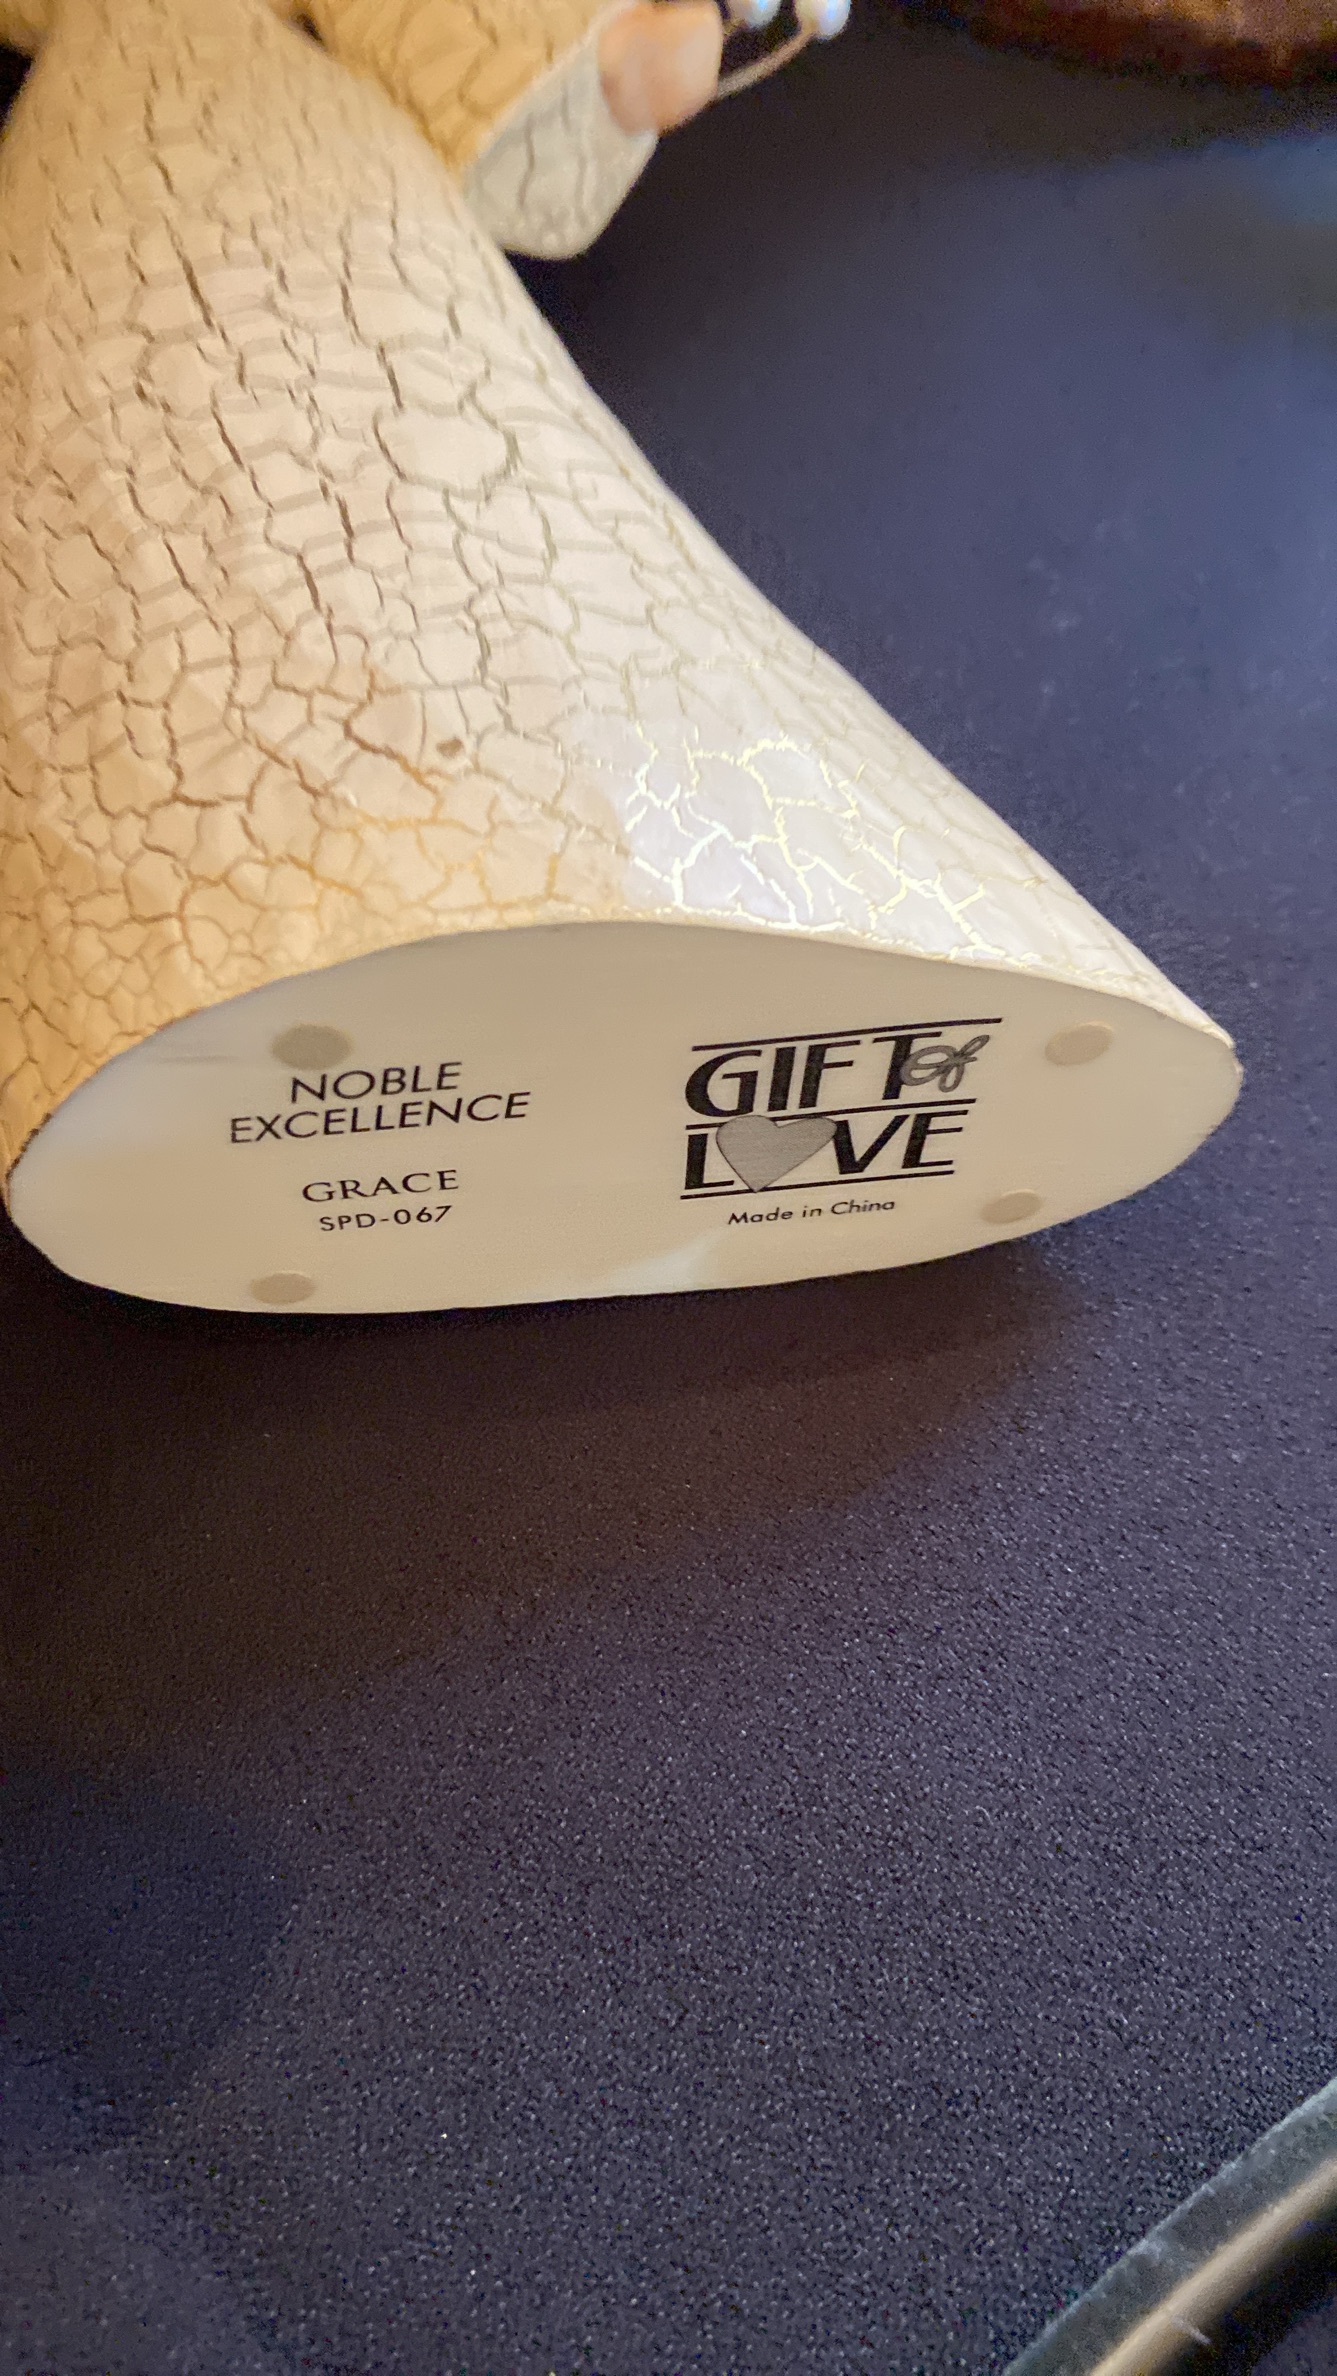 NOBLE
EXCELLENCE
GRACE
SPD-067
GIFT of
LOVE
Made in China